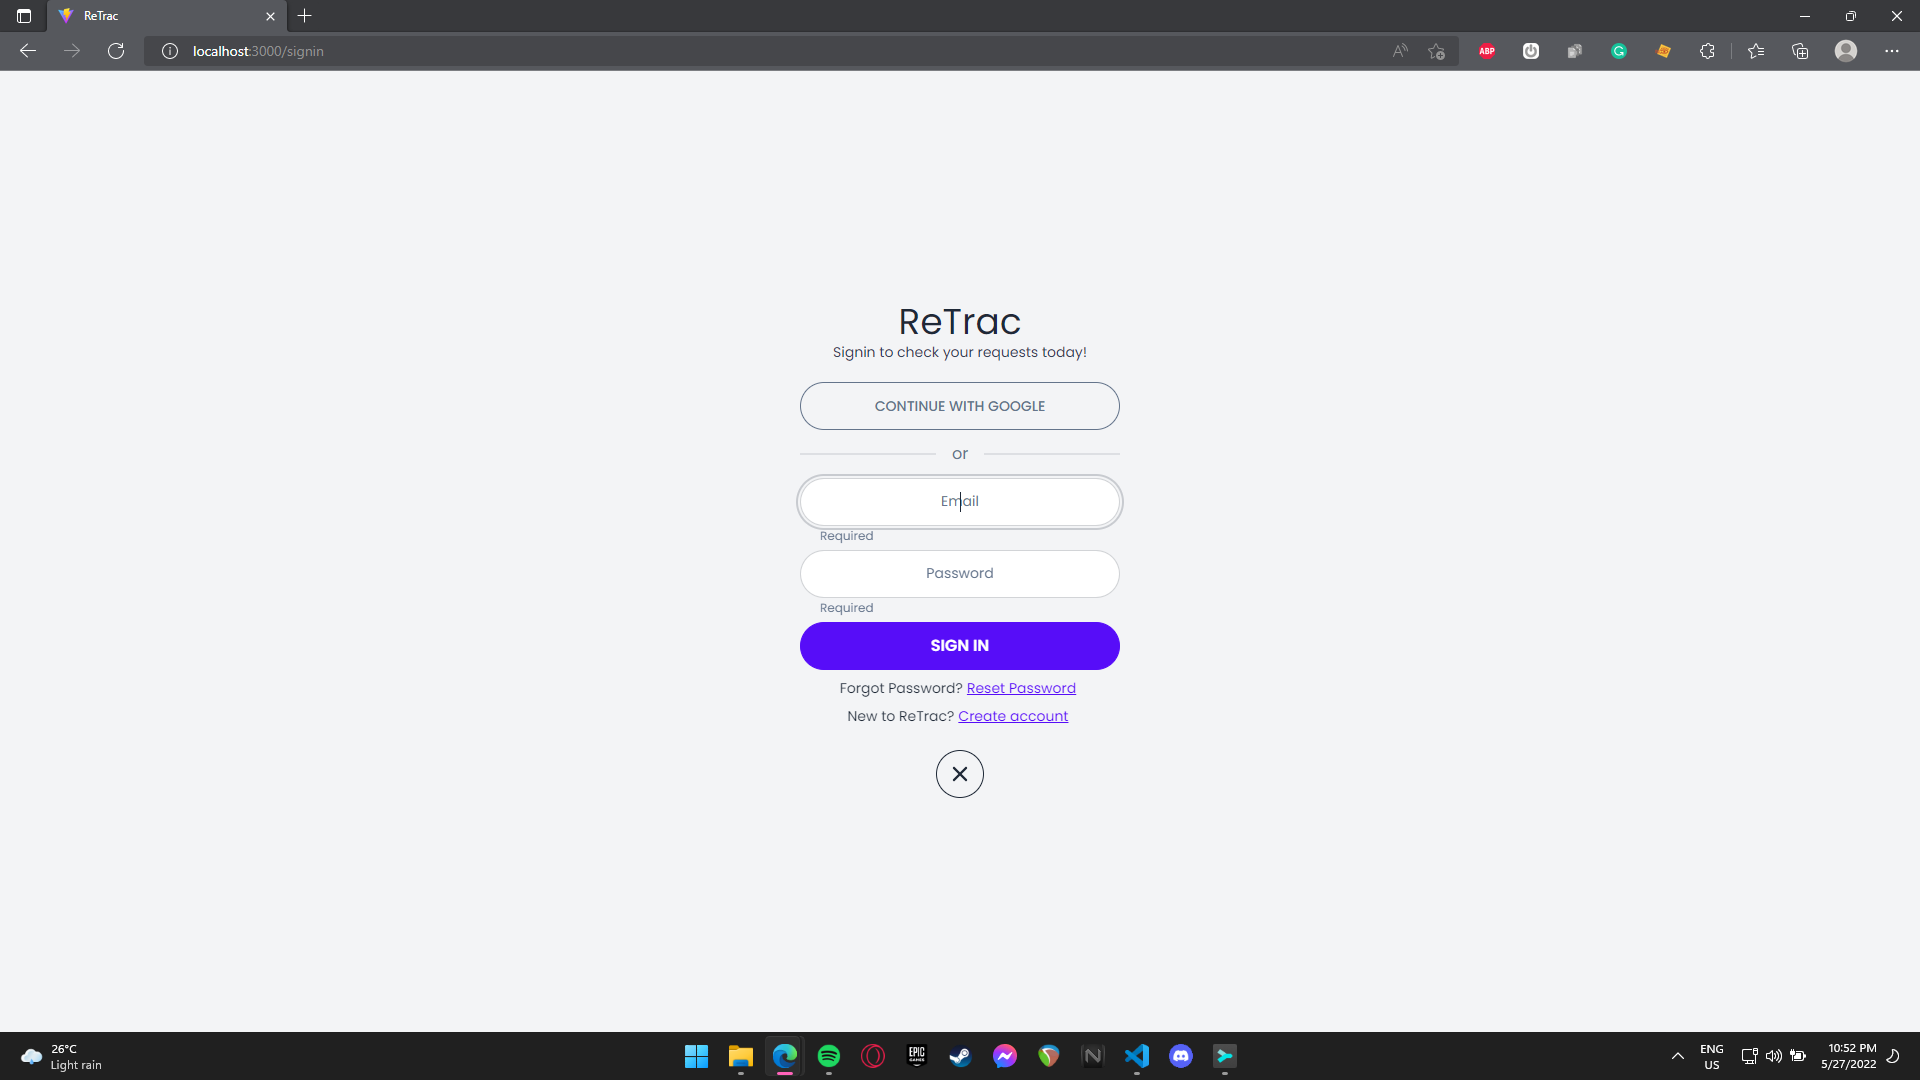 ReTrac
localhost:3000/signin
ABP
ReTrac
Signin to check your requests today!
CONTINUE WITH GOOGLE
or
Email
Required
Password
Required
SIGN IN
Forgot Password? Reset Password
New to ReTrac? Create account
26°C
Light rain
EPIC
GAMES
ENG
US
10:52 PM
5/27/2022